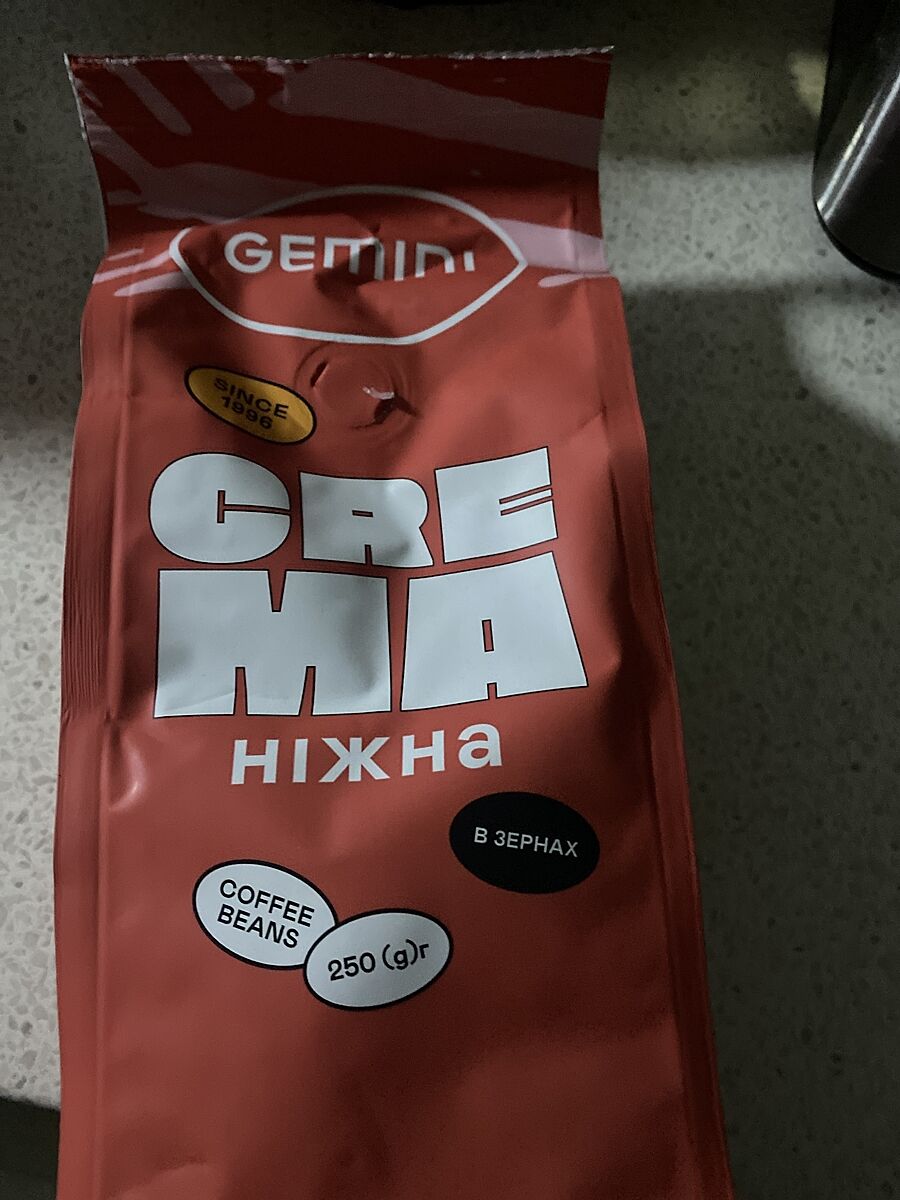 GEMINI
SINCE
1996
CRE
MA
ніжна
В ЗЕРНАХ
COFFEE
BEANS
250 (g)г